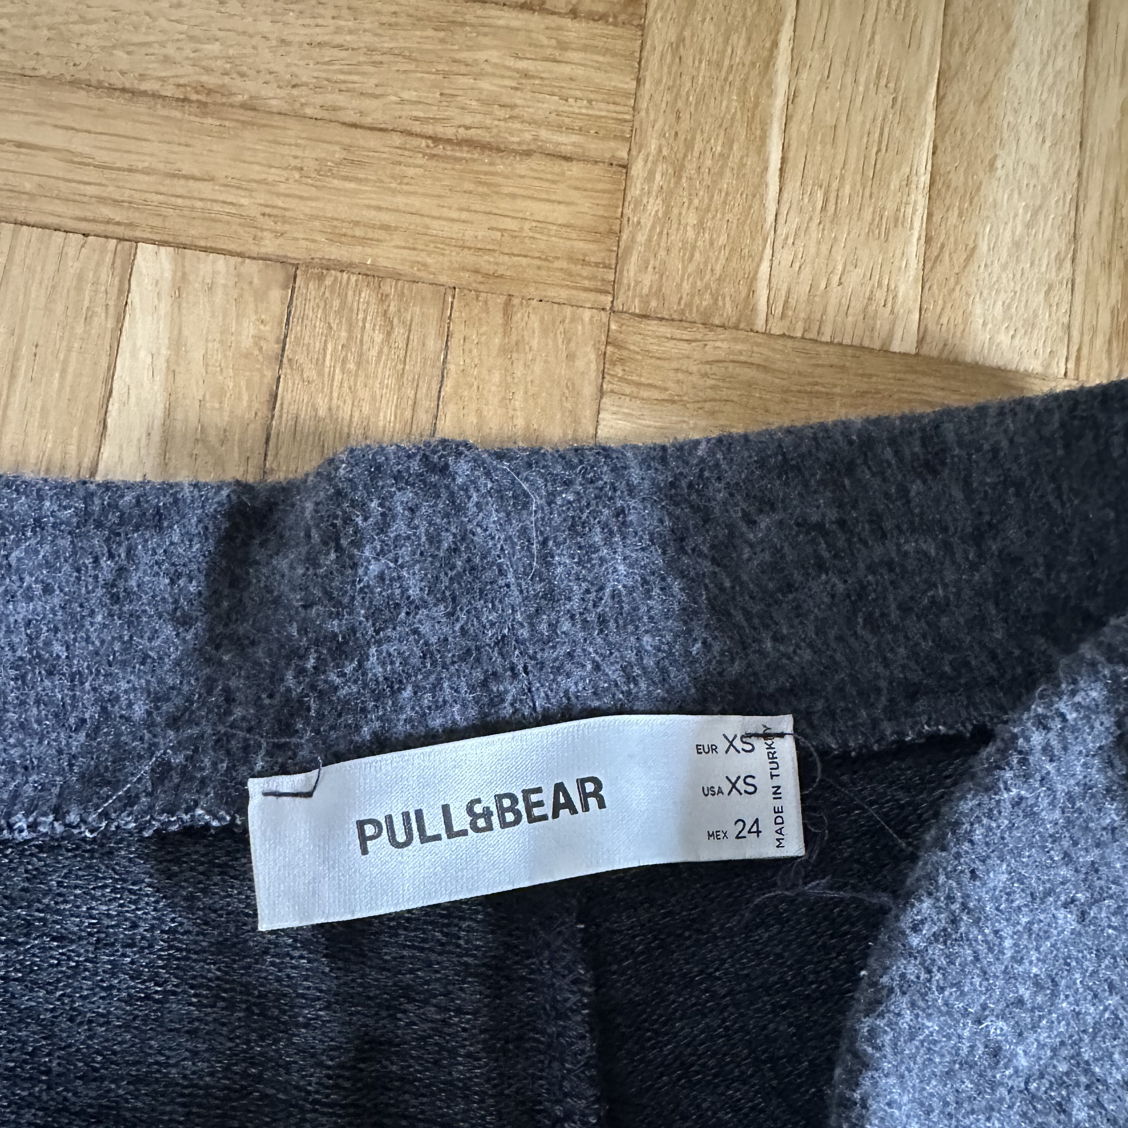 PULL&BEAR
EUR XS
USA XS
MEX 24
MADE IN TURKEY